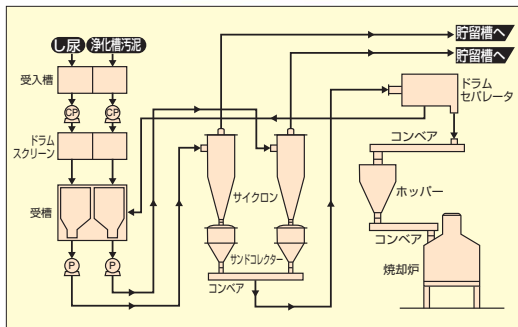 し尿 浄化槽汚泥
貯留槽へ
貯留槽へ
受入槽
CP CP
ドラム
スクリーン
受槽
P P
サイクロン
サンドコレクター
コンベア
ドラム
セパレータ
コンベア
ホッパー
コンベア
焼却炉